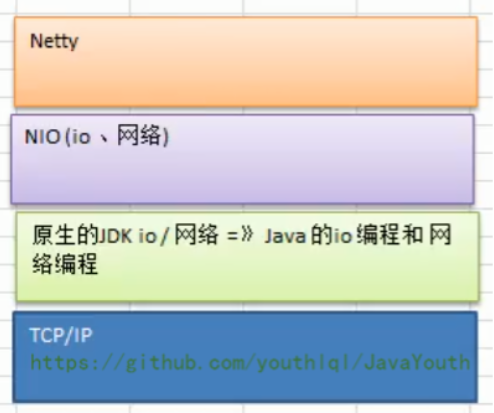 Netty
NIO (io 、网络)
原生的JDK io / 网络 =》 Java 的io 编程和 网
络编程
TCP/IP
https://github.com/youthlql/JavaYouth